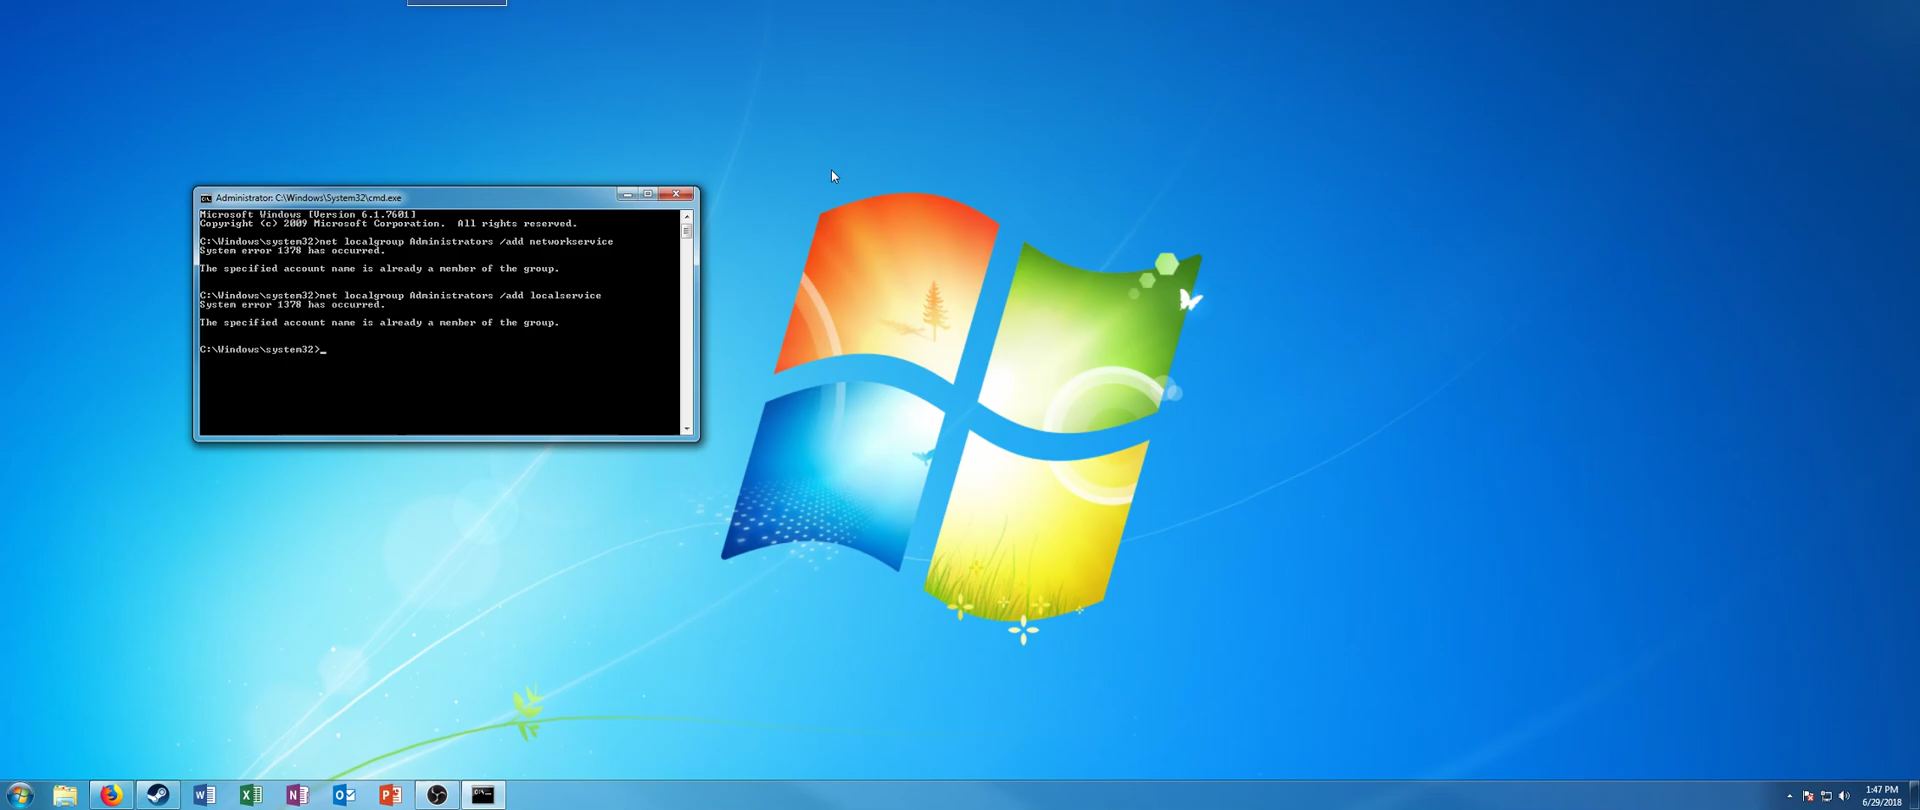 Administrator: C:\Windows\System32\cmd.exe
Microsoft Windows [Version 6.1.7601]
Copyright (c) 2009 Microsoft Corporation.  All rights reserved.
C:\Windows\system32>net localgroup Administrators /add networkservice
System error 1378 has occurred.
The specified account name is already a member of the group.
C:\Windows\system32>net localgroup Administrators /add localservice
System error 1378 has occurred.
The specified account name is already a member of the group.
C:\Windows\system32>_
1:47 PM
6/29/2018